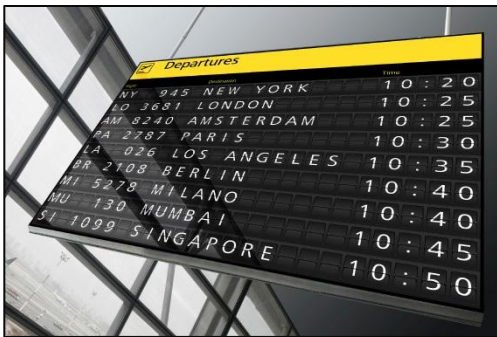 Departures
Destination Time
NY 945 NEW YORK 10:20
LO 3681 LONDON 10:25
AM 8240 AMSTERDAM 10:25
PA 2787 PARIS 10:30
LA 026 LOS ANGELES 10:35
BR 2108 BERLIN 10:40
MI 5278 MILANO 10:40
MU 130 MUMBAI 10:45
SI 1099 SINGAPORE 10:50